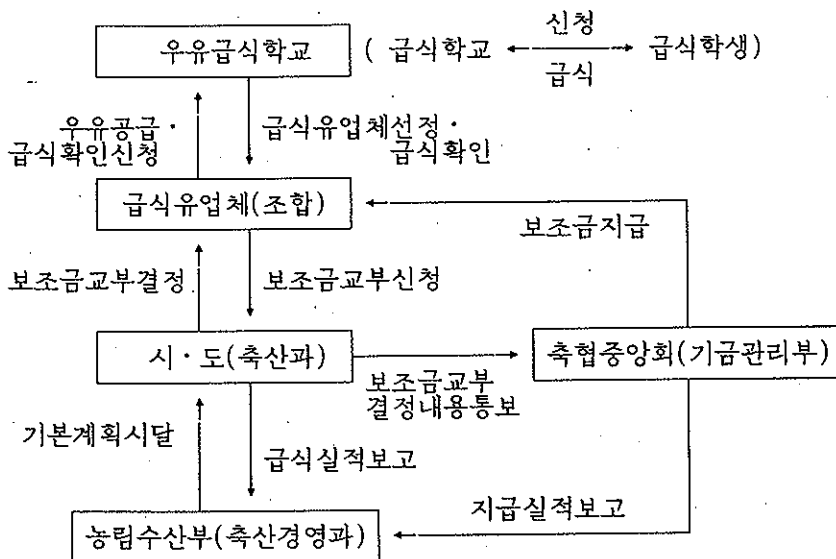 신청
우유급식학교 ( 급식학교 급식학생)
급식
우유공급·
급식확인신청
급식유업체선정·
급식확인
급식유업체(조합)
보조금지급
보조금교부결정
보조금교부신청
시·도(축산과)
축협중앙회(기금관리부)
보조금교부
결정내용통보
기본계획시달
급식실적보고
지급실적보고
농림수산부(축산경영과)